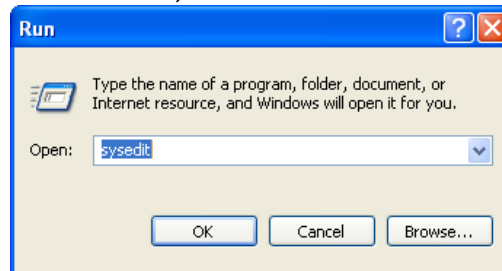 Run
Type the name of a program, folder, document, or
Internet resource, and Windows will open it for you.
Open: sysedit
OK Cancel Browse...